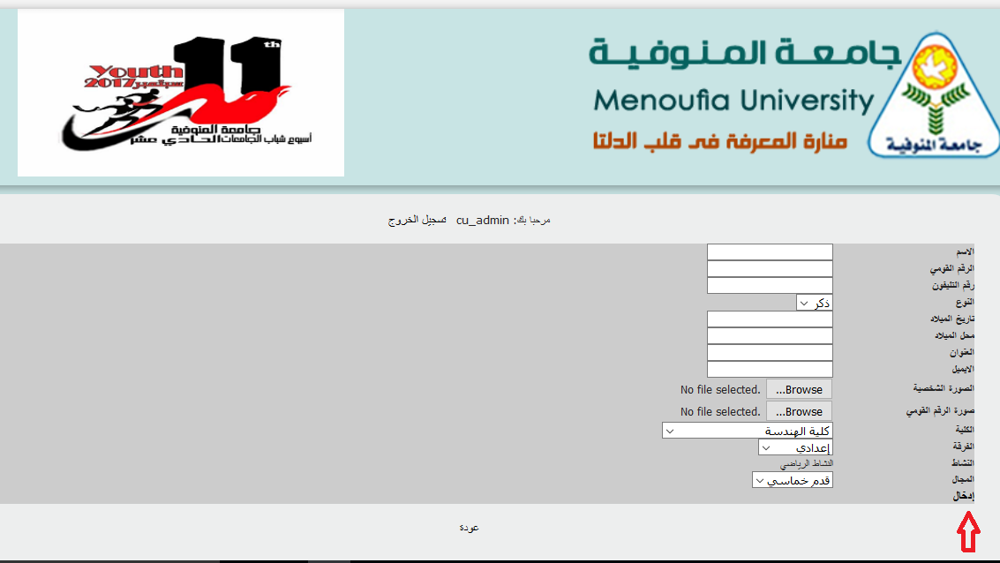 11th
Youth
2017سبتمبر
جامعة المنوفية
أسبوع شباب الجامعات الحادي عشر
جامعة المنوفية
Menoufia University
منارة المعرفة فى قلب الدلتا
جامعة المنوفية
مرحبا بك: cu_admin تسجيل الخروج
الاسم
الرقم القومي
رقم التليفون
النوع ذكر
تاريخ الميلاد
محل الميلاد
العنوان
الايميل
الصورة الشخصية Browse... No file selected.
صورة الرقم القومي Browse... No file selected.
الكلية كلية الهندسة
الفرقة إعدادي
النشاط النشاط الرياضي
المجال قدم خماسي
إدخال
عودة